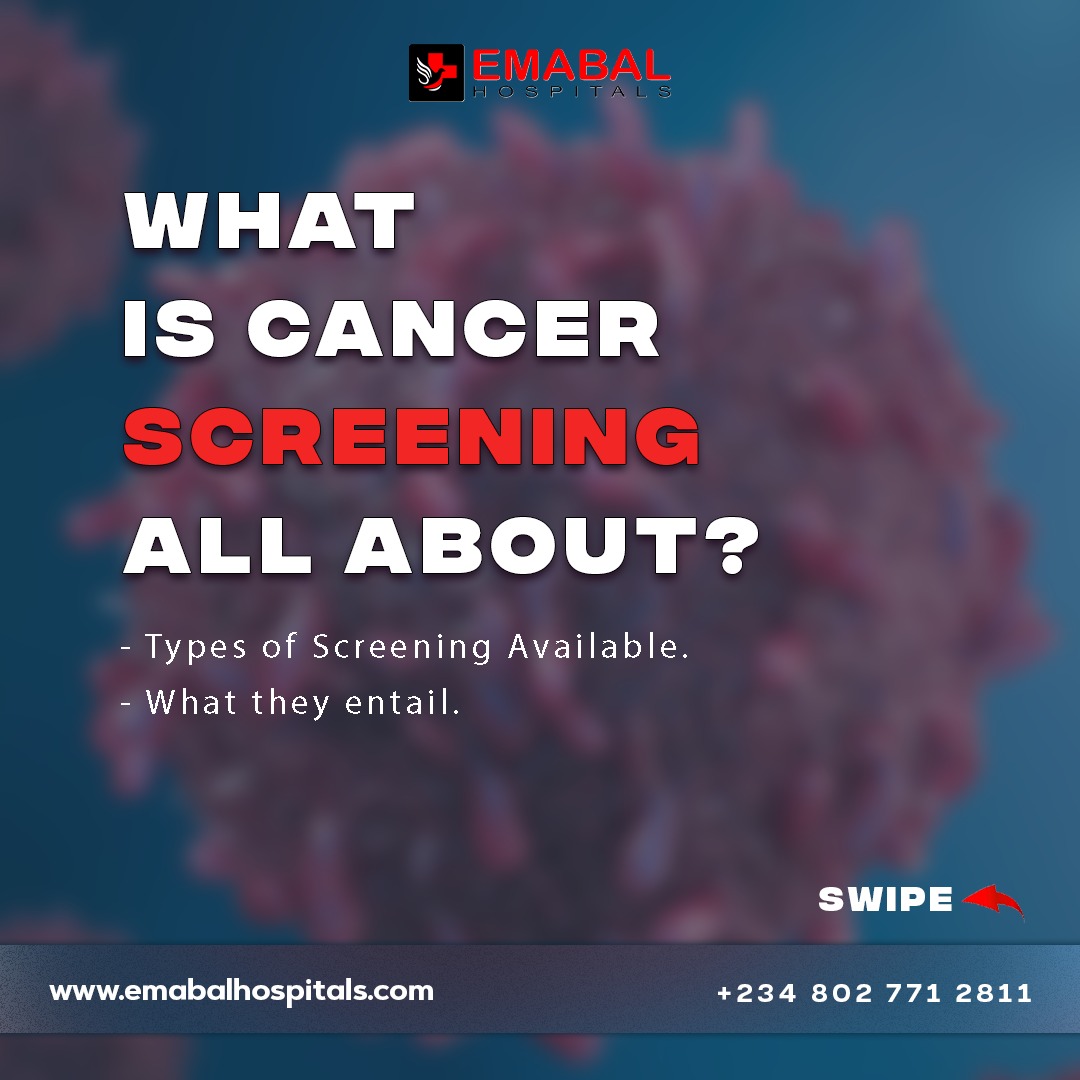 EMABAL
HOSPITALS
WHAT
IS CANCER
SCREENING
ALL ABOUT?
- Types of Screening Available.
- What they entail.
SWIPE
www.emabalhospitals.com
+234 802 771 2811